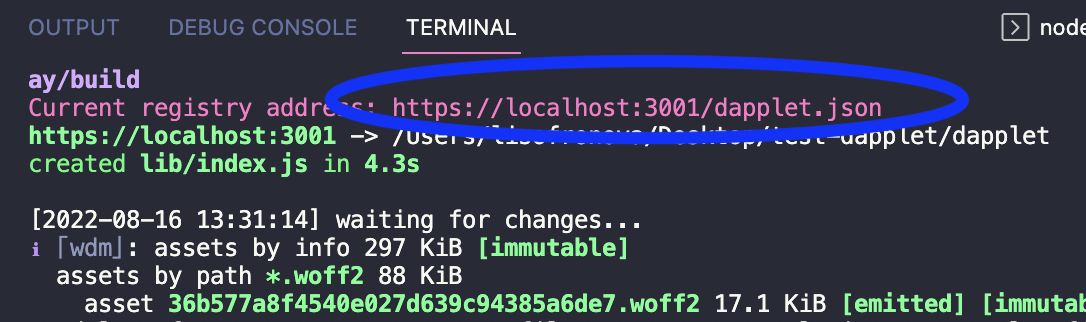 OUTPUT DEBUG CONSOLE TERMINAL node
ay/build
Current registry address: https://localhost:3001/dapplet.json
https://localhost:3001 -> /Users/ /Desktop/test-dapplet/dapplet
created lib/index.js in 4.3s
[2022-08-16 13:31:14] waiting for changes...
i ⌈wdm⌋: assets by info 297 KiB [immutable]
assets by path *.woff2 88 KiB
asset 36b577a8f4540e027d639c94385a6de7.woff2 17.1 KiB [emitted] [immuta